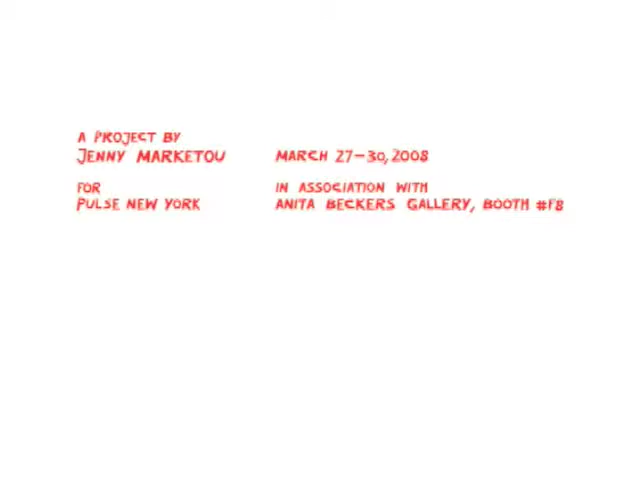 A PROJECT BY
JENNY MARKETOU
MARCH 27-30, 2008
FOR
PULSE NEW YORK
IN ASSOCIATION WITH
ANITA BECKERS GALLERY, BOOTH #F8